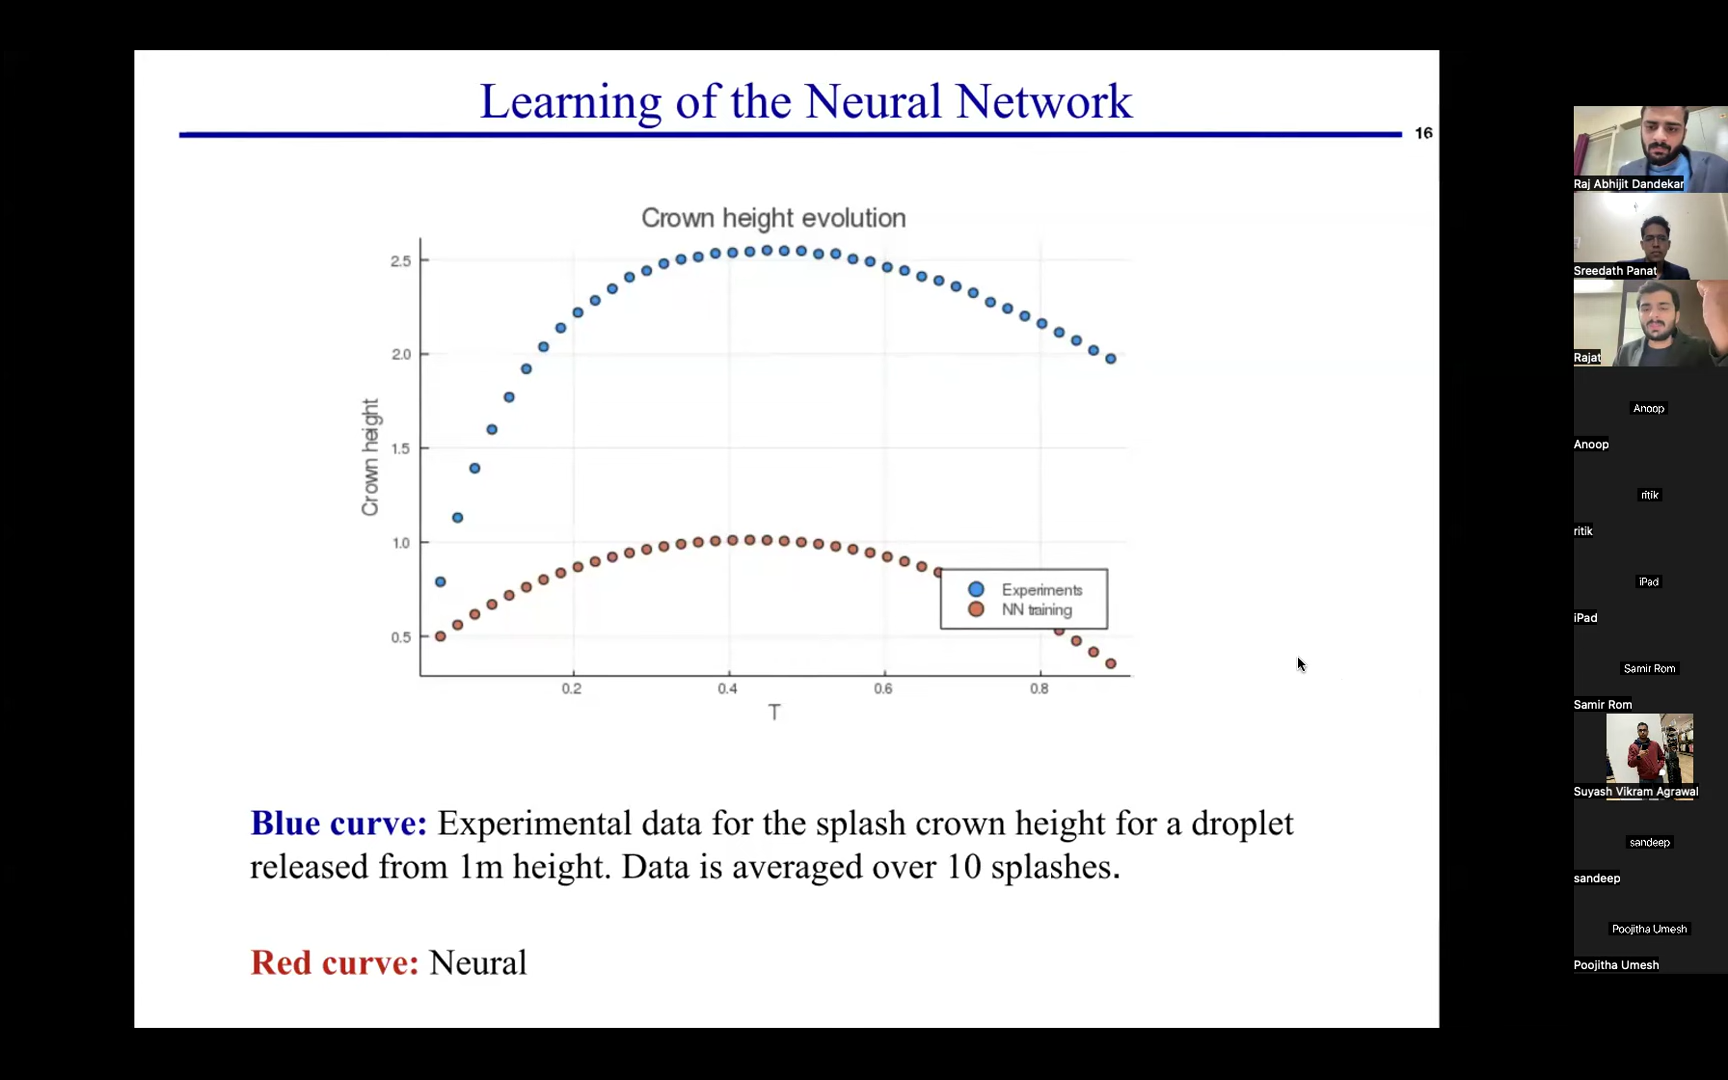 Learning of the Neural Network
16
Crown height evolution
2.5
2.0
1.5
1.0
0.5
Crown height
0.2
0.4
0.6
0.8
T
Experiments
NN training
Blue curve: Experimental data for the splash crown height for a droplet
released from 1m height. Data is averaged over 10 splashes.
Red curve: Neural
Raj Abhijit Dandekar
Sreedath Panat
Rajat
Anoop
Anoop
ritik
ritik
iPad
iPad
Samir Rom
Samir Rom
Suyash Vikram Agrawal
sandeep
sandeep
Poojitha Umesh
Poojitha Umesh